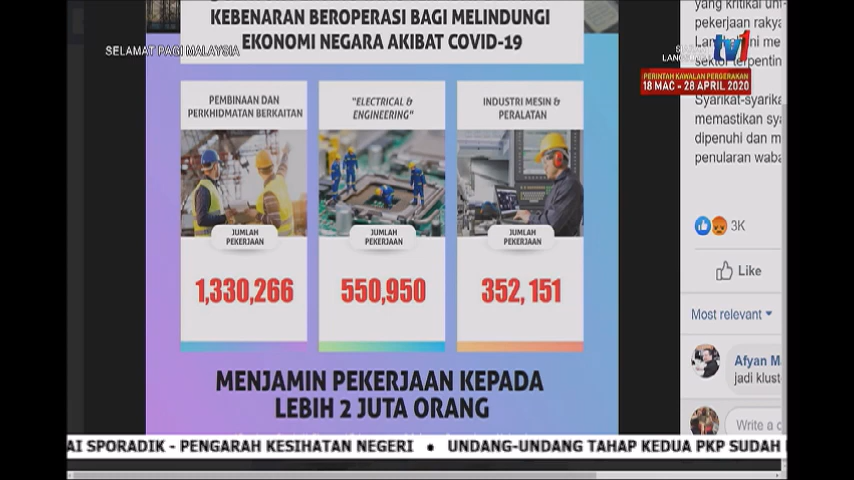 KEBENARAN BEROPERASI BAGI MELINDUNGI
EKONOMI NEGARA AKIBAT COVID-19
SELAMAT PAGI MALAYSIA
tv1
PERINTAH KAWALAN PERGERAKAN
18 MAC - 28 APRIL 2020
PEMBINAAN DAN
PERKHIDMATAN BERKAITAN
JUMLAH
PEKERJAAN
1,330,266
"ELECTRICAL &
ENGINEERING"
JUMLAH
PEKERJAAN
550,950
INDUSTRI MESIN &
PERALATAN
JUMLAH
PEKERJAAN
352, 151
MENJAMIN PEKERJAAN KEPADA
LEBIH 2 JUTA ORANG
yang kritikal unt
pekerjaan rakya
sektor terpentin
Syarikat-syarika
memastikan sya
dipenuhi dan m
penularan waba
3K
Like
Most relevant
Afyan M
jadi klust
Write a c
AI SPORADIK - PENGARAH KESIHATAN NEGERI • UNDANG-UNDANG TAHAP KEDUA PKP SUDAH